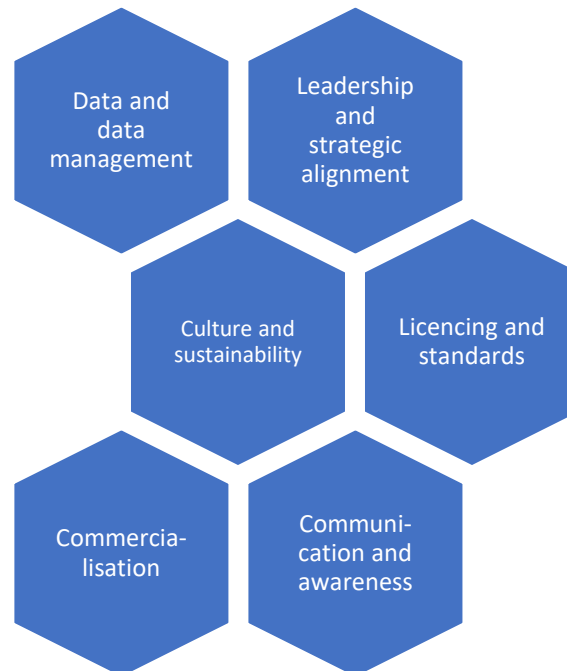 Data and
data
management
Leadership
and
strategic
alignment
Culture and
sustainability
Licencing and
standards
Commercia-
lisation
Communi-
cation and
awareness